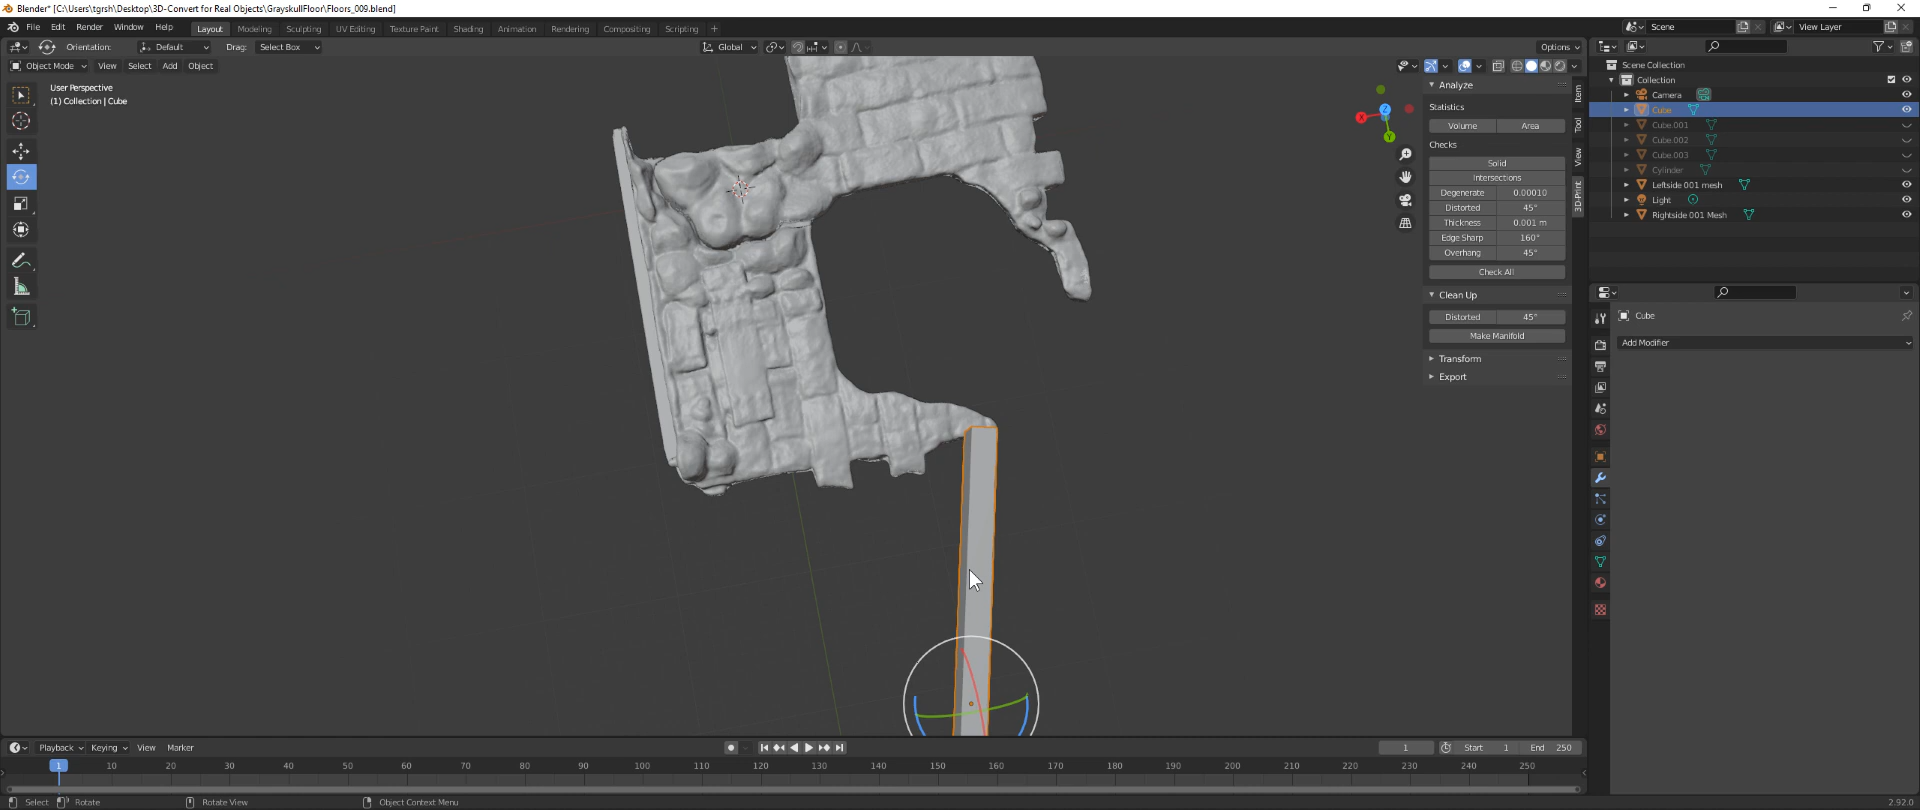 Blender* [C:\Users\tgrsh\Desktop\3D-Convert for Real Objects\GrayskullFloor\Floors_009.blend]
File Edit Render Window Help Layout Modeling Sculpting UV Editing Texture Paint Shading Animation Rendering Compositing Scripting + Scene View Layer
Orientation: Default Drag: Select Box Global Options
Object Mode View Select Add Object
User Perspective
(1) Collection | Cube
X
Y
Z
Analyze
Statistics
Volume Area
Checks
Solid
Intersections
Degenerate 0.00010
Distorted 45°
Thickness 0.001 m
Edge Sharp 160°
Overhang 45°
Check All
Clean Up
Distorted 45°
Make Manifold
Transform
Export
Item
Tool
View
3D-Print
Scene Collection
Collection
Camera
Cube
Cube.001
Cube.002
Cube.003
Cylinder
Leftside 001 mesh
Light
Rightside 001 Mesh
Cube
Add Modifier
Playback Keying View Marker 1 Start 1 End 250
1 10 20 30 40 50 60 70 80 90 100 110 120 130 140 150 160 170 180 190 200 210 220 230 240 250
Select Rotate Rotate View Object Context Menu 2.92.0